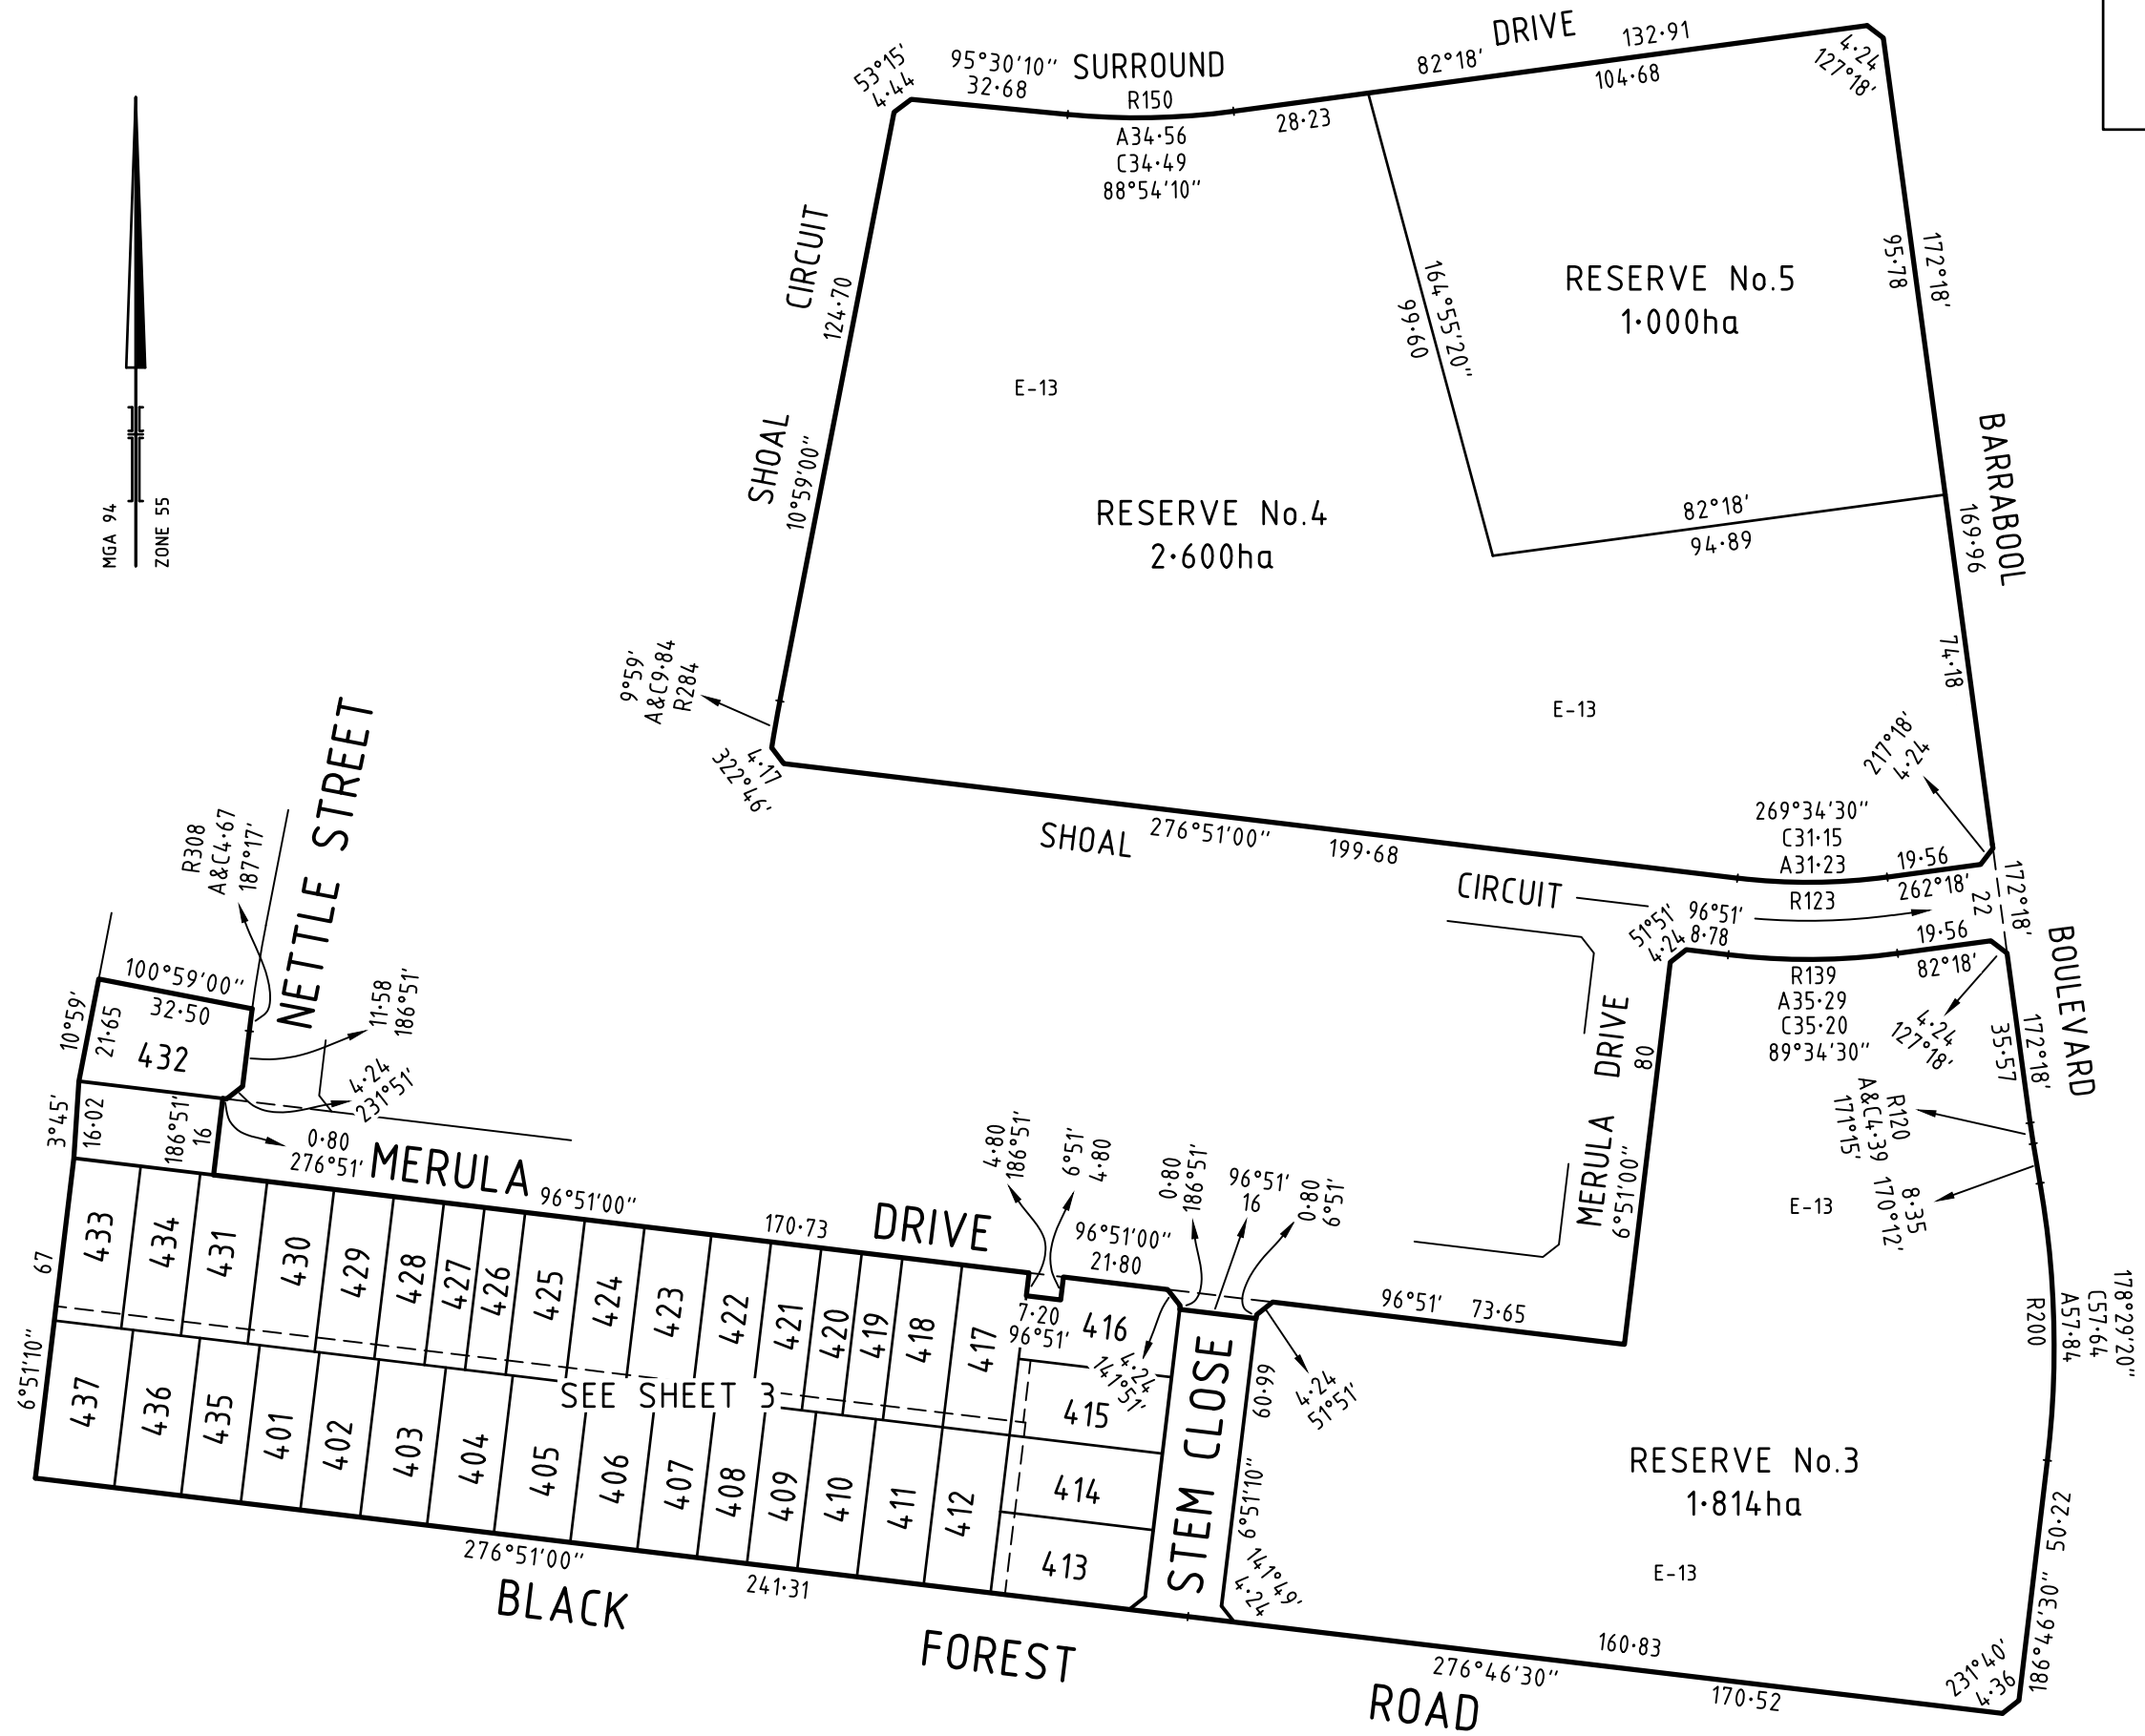 DRIVE
132·91
82°18'
104·68
4·24
127°18'
53°15'
4·44
95°30'10" SURROUND
32·68
R150
A34·56
C34·49
88°54'10"
28·23
CIRCUIT
124·70
SHOAL
10°59'00"
MGA 94
ZONE 55
164°55'20"
99·60
RESERVE No.5
1·000ha
95·78
172°18'
E-13
RESERVE No.4
2·600ha
82°18'
94·89
BARRABOOL
169·96
74·18
E-13
9°59'
A&C9·84
R284
4·17
322°46'
217°18'
4·24
SHOAL
276°51'00"
199·68
269°34'30"
C31·15
A31·23
19·56
262°18'
R123
CIRCUIT
172°18'
22
51°51'
4·24
96°51'
8·78
19·56
82°18'
R139
A35·29
C35·20
89°34'30"
4·24
127°18'
BOULEVARD
172°18'
35·57
R120
A&C4·39
171°15'
8·35
170°12'
E-13
MERULA DRIVE
80
6°51'00"
R308
A&C4·67
187°17'
NETTLE STREET
100°59'00"
32·50
10°59'
21·65
432
11·58
186°51'
4·24
231°51'
3°45'
16·02
186°51'
16
0·80
276°51'
MERULA
96°51'00"
170·73
DRIVE
4·80
186°51'
6°51'
4·80
0·80
186°51'
96°51'
16
0·80
6°51'
96°51'00"
21·80
7·20
96°51'
4·24
141°51'
96°51'
73·65
4·24
51°51'
67
6°51'10"
433
434
431
430
429
428
427
426
425
424
423
422
421
420
419
418
417
416
415
414
413
SEE SHEET 3
437
436
435
401
402
403
404
405
406
407
408
409
410
411
412
STEM CLOSE
60·99
6°51'10"
141°49'
4·24
R200
A57·84
C57·64
178°29'20"
RESERVE No.3
1·814ha
E-13
50·22
186°46'30"
231°40'
4·36
276°51'00"
241·31
BLACK
FOREST
ROAD
160·83
276°46'30"
170·52